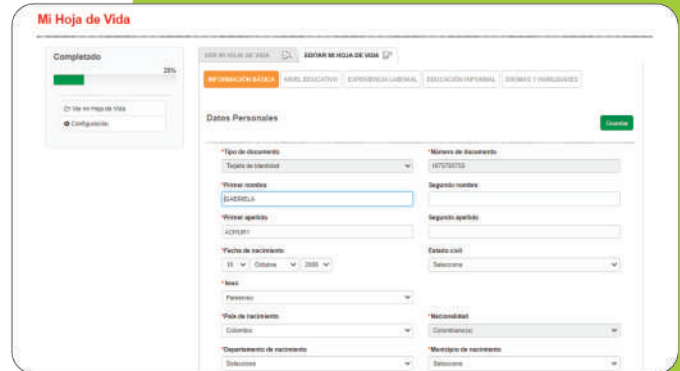 Mi Hoja de Vida
Completado
25%
Ver mi Hoja de Vida
Configuración
VER MI HOJA DE VIDA
EDITAR MI HOJA DE VIDA
INFORMACIÓN BÁSICA
NIVEL EDUCATIVO
EXPERIENCIA LABORAL
EDUCACIÓN INFORMAL
IDIOMAS Y HABILIDADES
Datos Personales
Guardar
*Tipo de documento
*Número de documento
Tarjeta de Identidad
*Primer nombre
Segundo nombre
GABRIELA
*Primer apellido
Segundo apellido
*Fecha de nacimiento
Estado civil
Octubre
Seleccione
*Sexo
Femenino
*País de nacimiento
*Nacionalidad
Colombia
Colombiano(a)
*Departamento de nacimiento
*Municipio de nacimiento
Seleccione
Seleccione